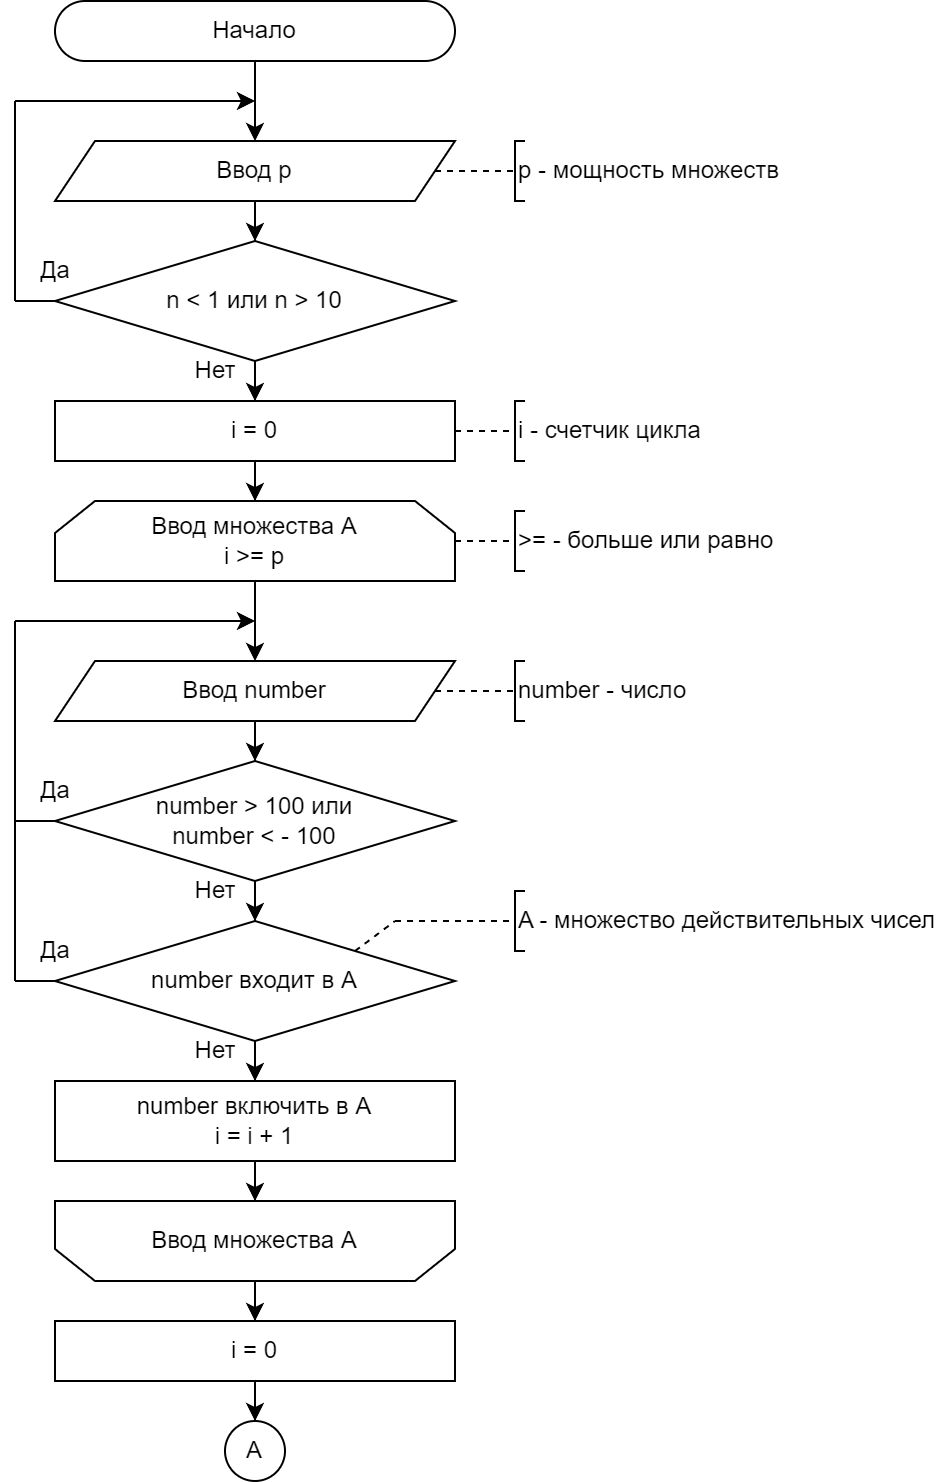 Начало
Ввод p
p - мощность множеств
Да
n < 1 или n > 10
Нет
i = 0
i - счетчик цикла
Ввод множества A
i >= p
>= - больше или равно
Ввод number
number - число
Да
number > 100 или
number < - 100
Нет
A - множество действительных чисел
Да
number входит в A
Нет
number включить в A
i = i + 1
Ввод множества A
i = 0
A